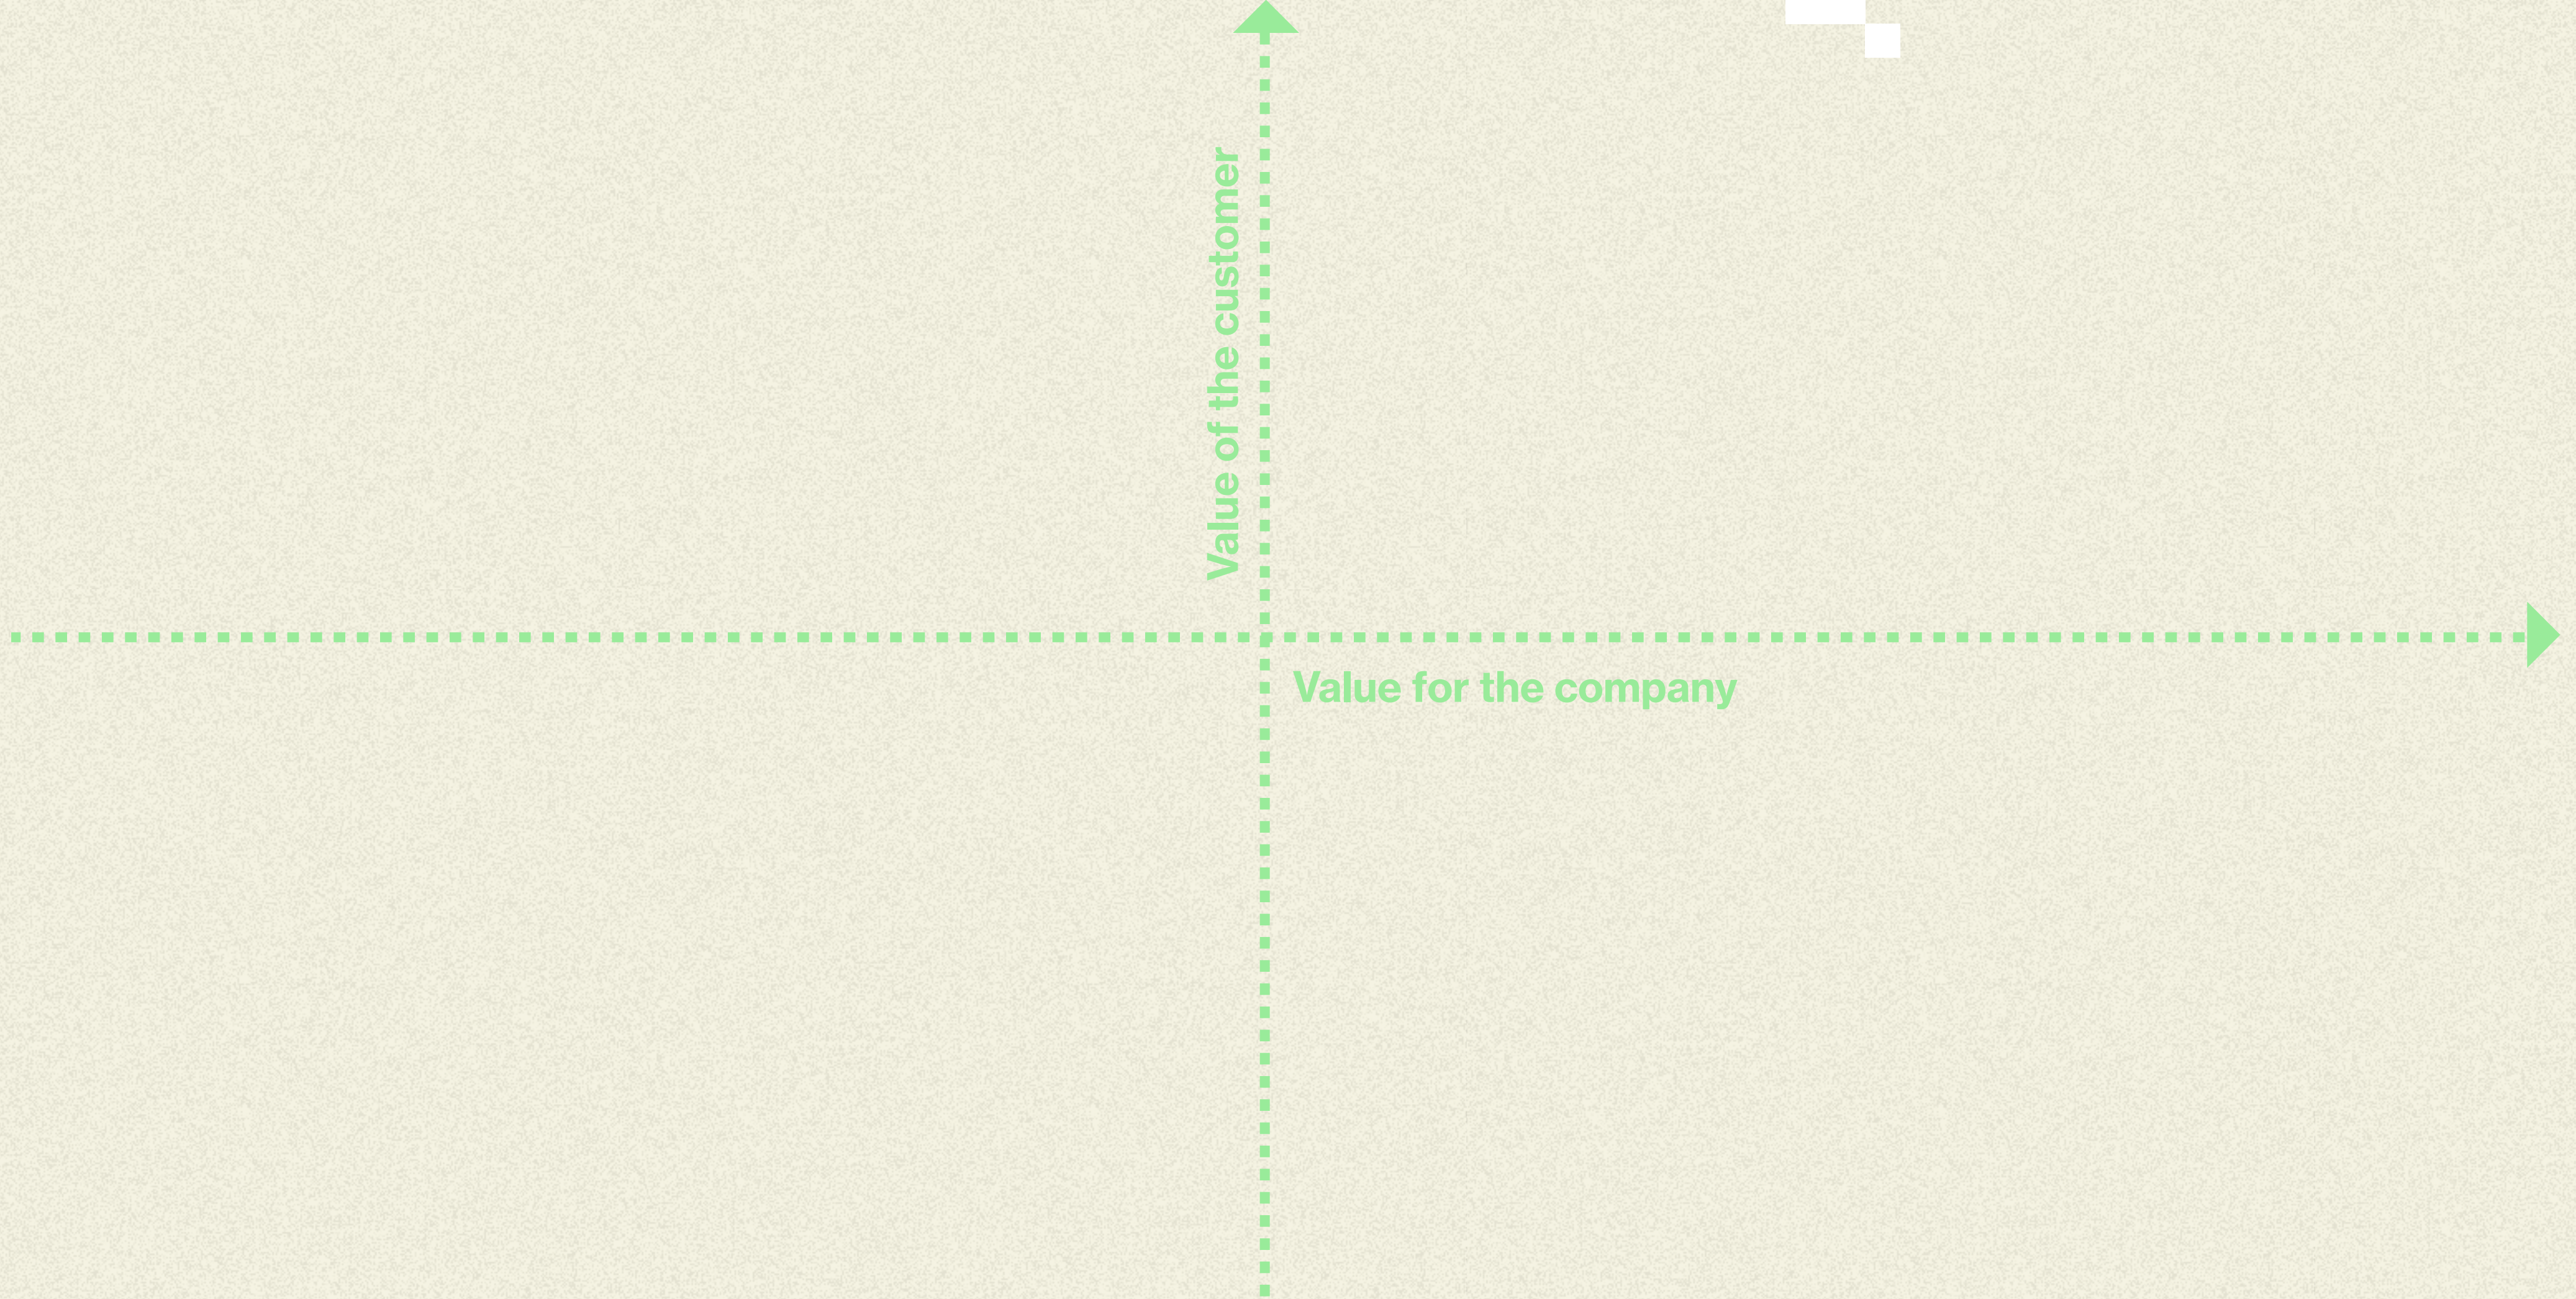 Value of the customer
Value for the company